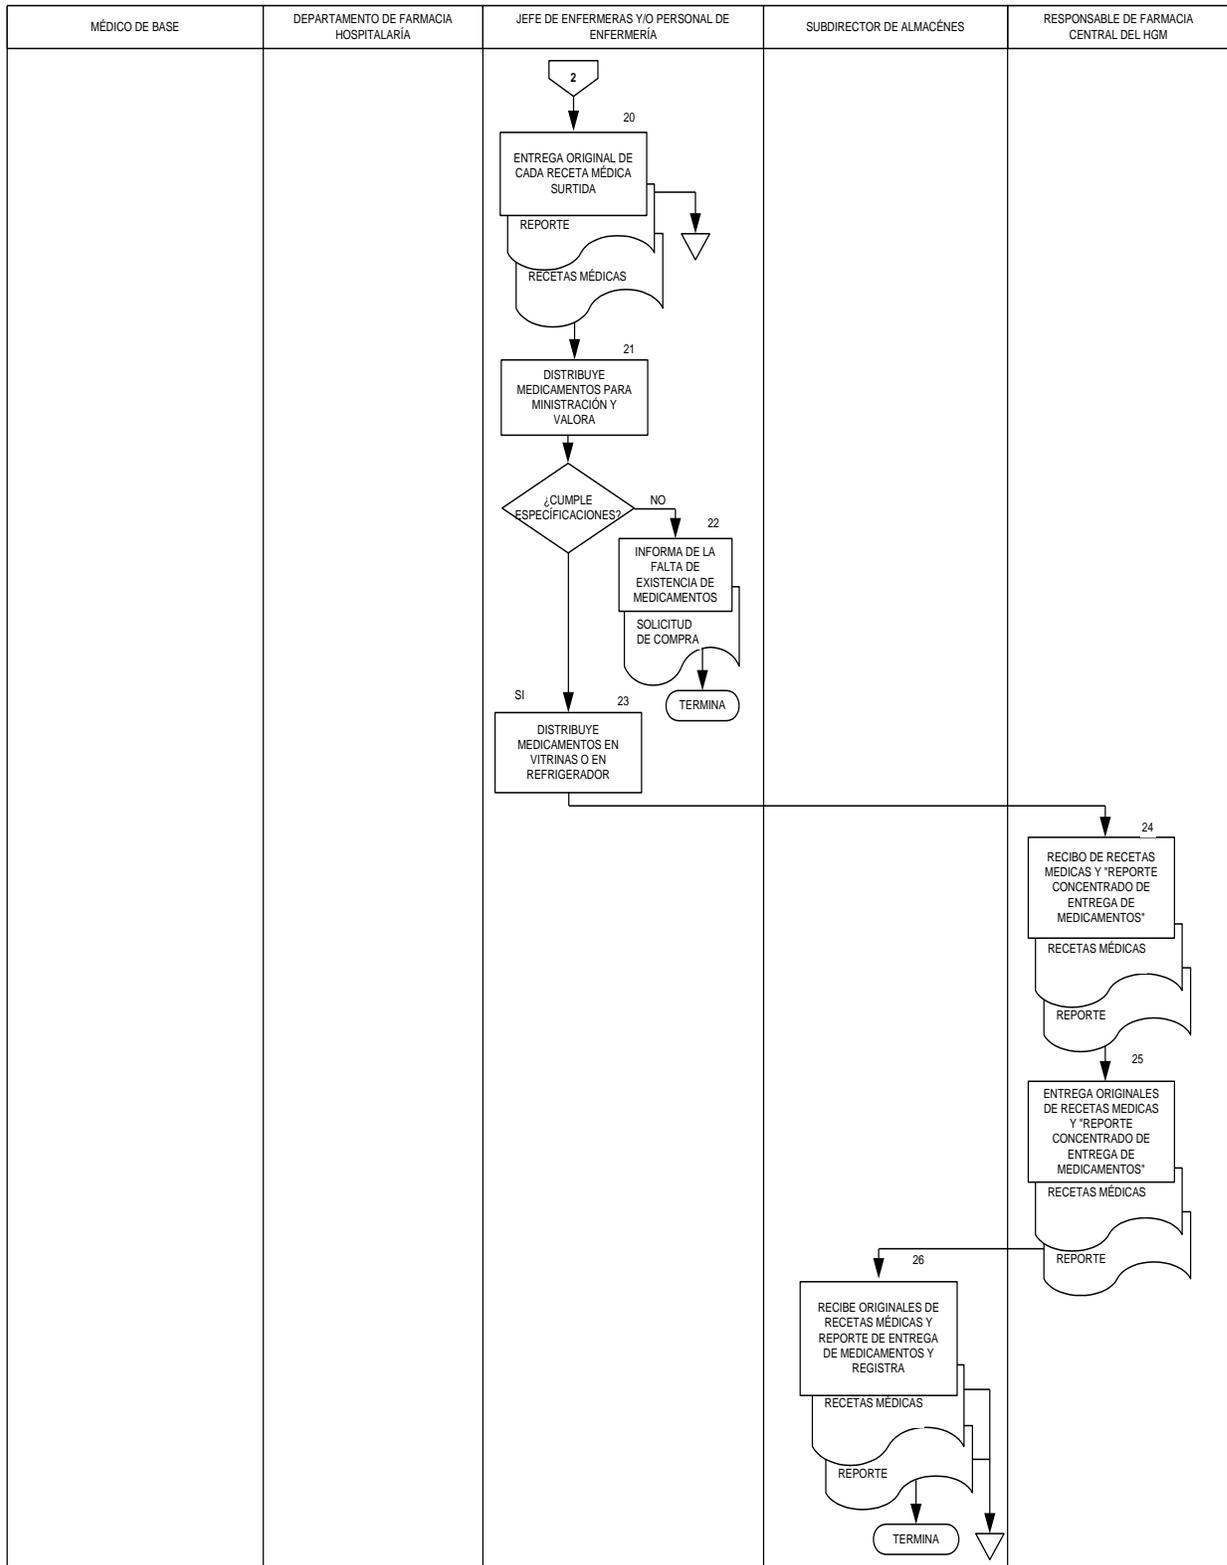 MÉDICO DE BASE
DEPARTAMENTO DE FARMACIA
HOSPITALARÍA
JEFE DE ENFERMERAS Y/O PERSONAL DE
ENFERMERÍA
SUBDIRECTOR DE ALMACÉNES
RESPONSABLE DE FARMACIA
CENTRAL DEL HGM
2
20
ENTREGA ORIGINAL DE
CADA RECETA MÉDICA
SURTIDA
REPORTE
RECETAS MÉDICAS
21
DISTRIBUYE
MEDICAMENTOS PARA
MINISTRACIÓN Y
VALORA
¿CUMPLE
ESPECÍFICACIONES?
NO
22
INFORMA DE LA
FALTA DE
EXISTENCIA DE
MEDICAMENTOS
SOLICITUD
DE COMPRA
TERMINA
SI
23
DISTRIBUYE
MEDICAMENTOS EN
VITRINAS O EN
REFRIGERADOR
24
RECIBO DE RECETAS
MEDICAS Y "REPORTE
CONCENTRADO DE
ENTREGA DE
MEDICAMENTOS"
RECETAS MÉDICAS
REPORTE
25
ENTREGA ORIGINALES
DE RECETAS MEDICAS
Y "REPORTE
CONCENTRADO DE
ENTREGA DE
MEDICAMENTOS"
RECETAS MÉDICAS
REPORTE
26
RECIBE ORIGINALES DE
RECETAS MÉDICAS Y
REPORTE DE ENTREGA
DE MEDICAMENTOS Y
REGISTRA
RECETAS MÉDICAS
REPORTE
TERMINA